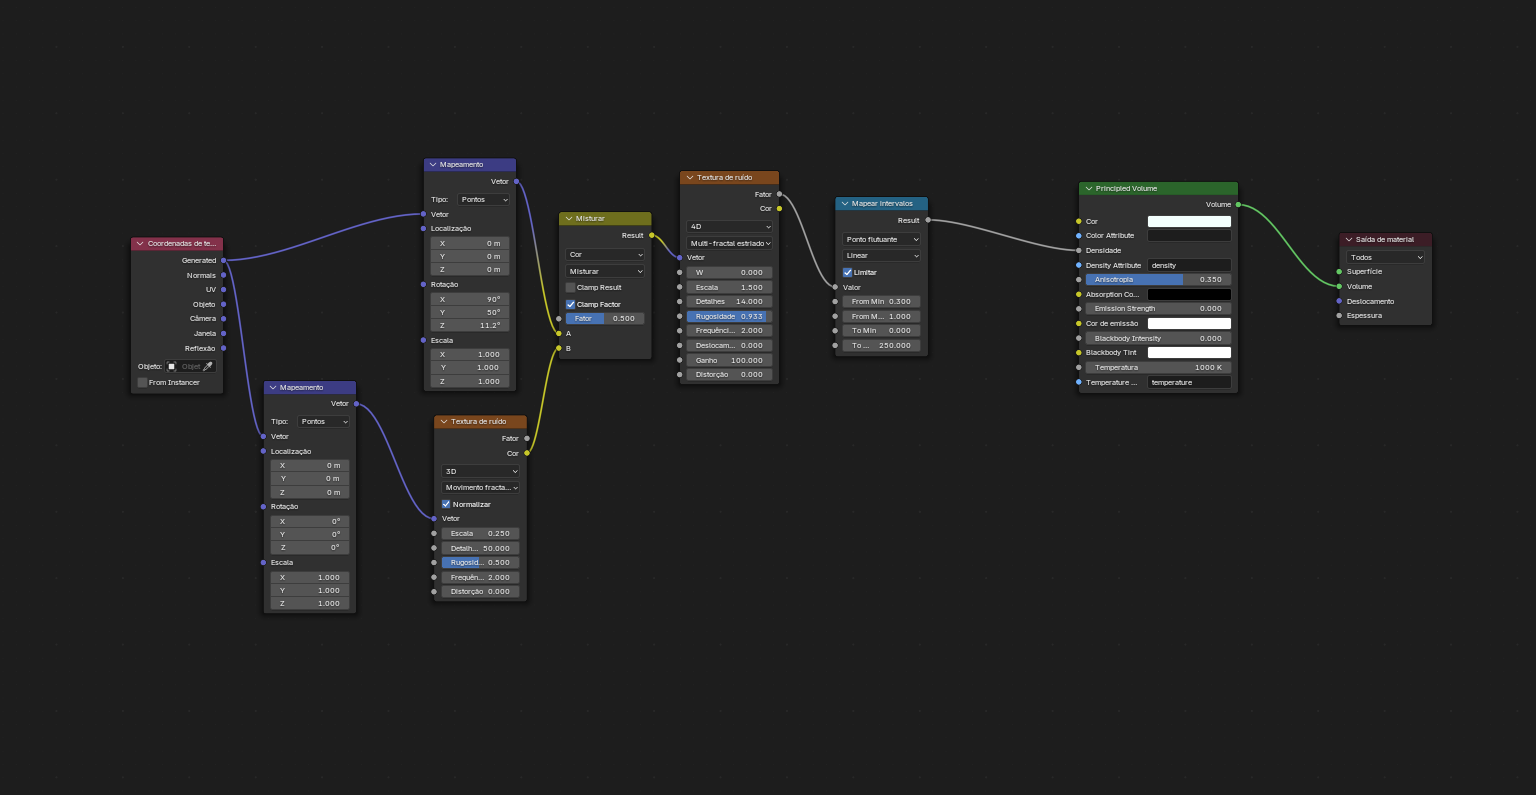 Coordenadas de te...
Generated
Normais
UV
Objeto
Câmera
Janela
Reflexão
Objeto:
Objet
From Instancer
Mapeamento
Vetor
Tipo: Pontos
Vetor
Localização
X 0 m
Y 0 m
Z 0 m
Rotação
X 0°
Y 0°
Z 0°
Escala
X 1.000
Y 1.000
Z 1.000
Mapeamento
Vetor
Tipo: Pontos
Vetor
Localização
X 0 m
Y 0 m
Z 0 m
Rotação
X 90°
Y 50°
Z 11.2°
Escala
X 1.000
Y 1.000
Z 1.000
Textura de ruído
Fator
Cor
3D
Movimento fracta...
Normalizar
Vetor
Escala 0.250
Detalh... 50.000
Rugosid... 0.500
Frequên... 2.000
Distorção 0.000
Misturar
Result
Cor
Misturar
Clamp Result
Clamp Factor
Fator 0.500
A
B
Textura de ruído
Fator
Cor
4D
Multi-fractal estriado
Vetor
W 0.000
Escala 1.500
Detalhes 14.000
Rugosidade 0.933
Frequênci... 2.000
Deslocam... 0.000
Ganho 100.000
Distorção 0.000
Mapear intervalos
Result
Ponto flutuante
Linear
Limitar
Valor
From Min 0.300
From M... 1.000
To Min 0.000
To ... 250.000
Principled Volume
Volume
Cor
Color Attribute
Densidade
Density Attribute density
Anisotropia 0.350
Absorption Co...
Emission Strength 0.000
Cor de emissão
Blackbody Intensity 0.000
Blackbody Tint
Temperatura 1000 K
Temperature ... temperature
Saída de material
Todos
Superfície
Volume
Deslocamento
Espessura